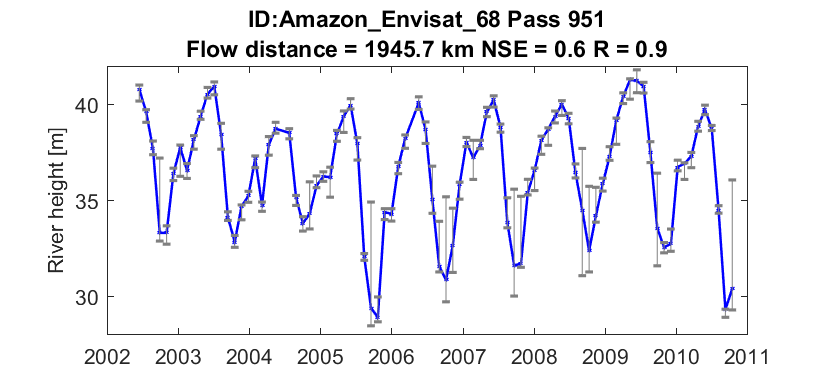 ID:Amazon_Envisat_68 Pass 951
Flow distance = 1945.7 km NSE = 0.6 R = 0.9
River height [m]
40
35
30
2002 2003 2004 2005 2006 2007 2008 2009 2010 2011